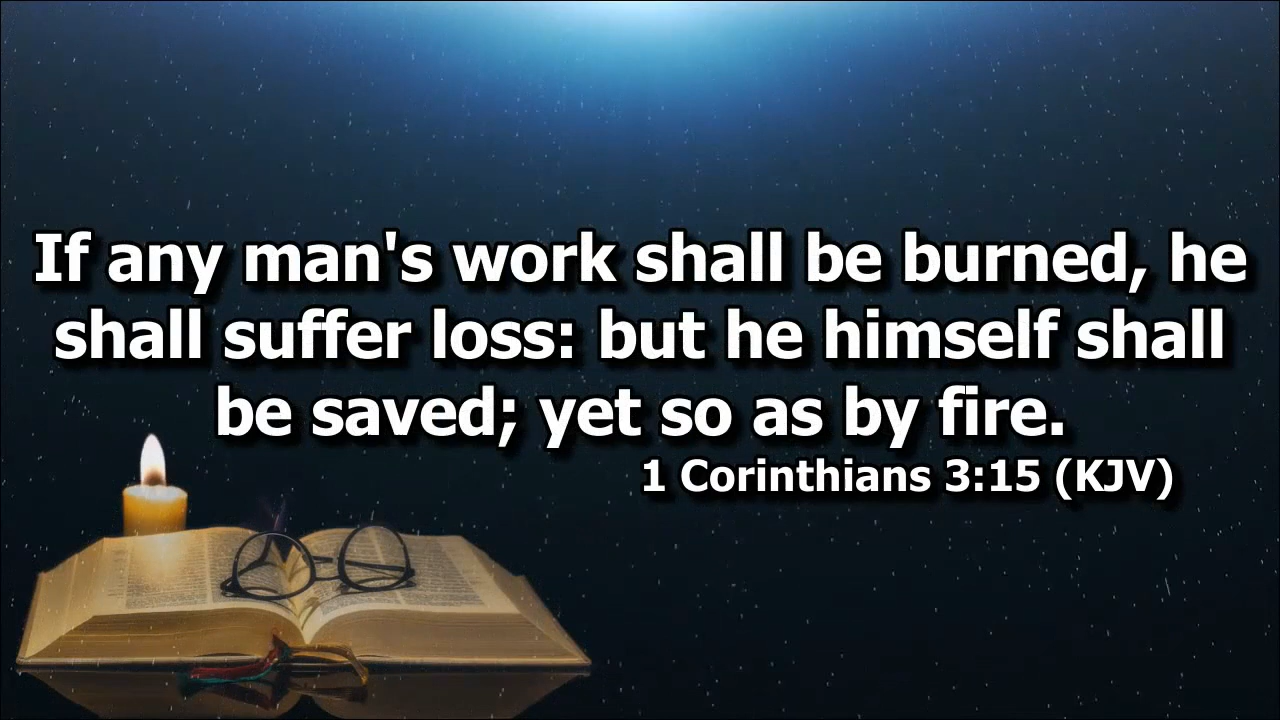 If any man's work shall be burned, he
shall suffer loss: but he himself shall
be saved; yet so as by fire.
1 Corinthians 3:15 (KJV)